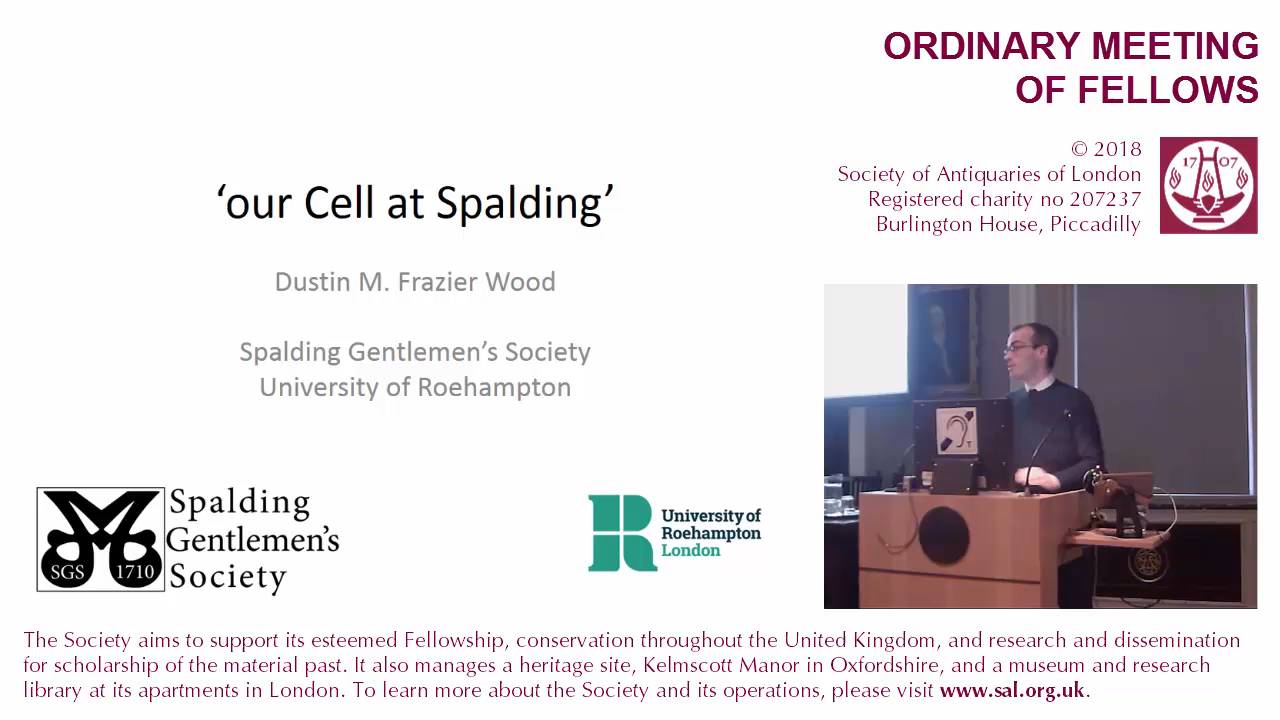 ORDINARY MEETING
OF FELLOWS
© 2018
Society of Antiquaries of London
Registered charity no 207237
Burlington House, Piccadilly
17 07
‘our Cell at Spalding’
Dustin M. Frazier Wood
Spalding Gentlemen’s Society
University of Roehampton
SGS 1710
Spalding
Gentlemen's
Society
University of
Roehampton
London
T
The Society aims to support its esteemed Fellowship, conservation throughout the United Kingdom, and research and dissemination
for scholarship of the material past. It also manages a heritage site, Kelmscott Manor in Oxfordshire, and a museum and research
library at its apartments in London. To learn more about the Society and its operations, please visit www.sal.org.uk.